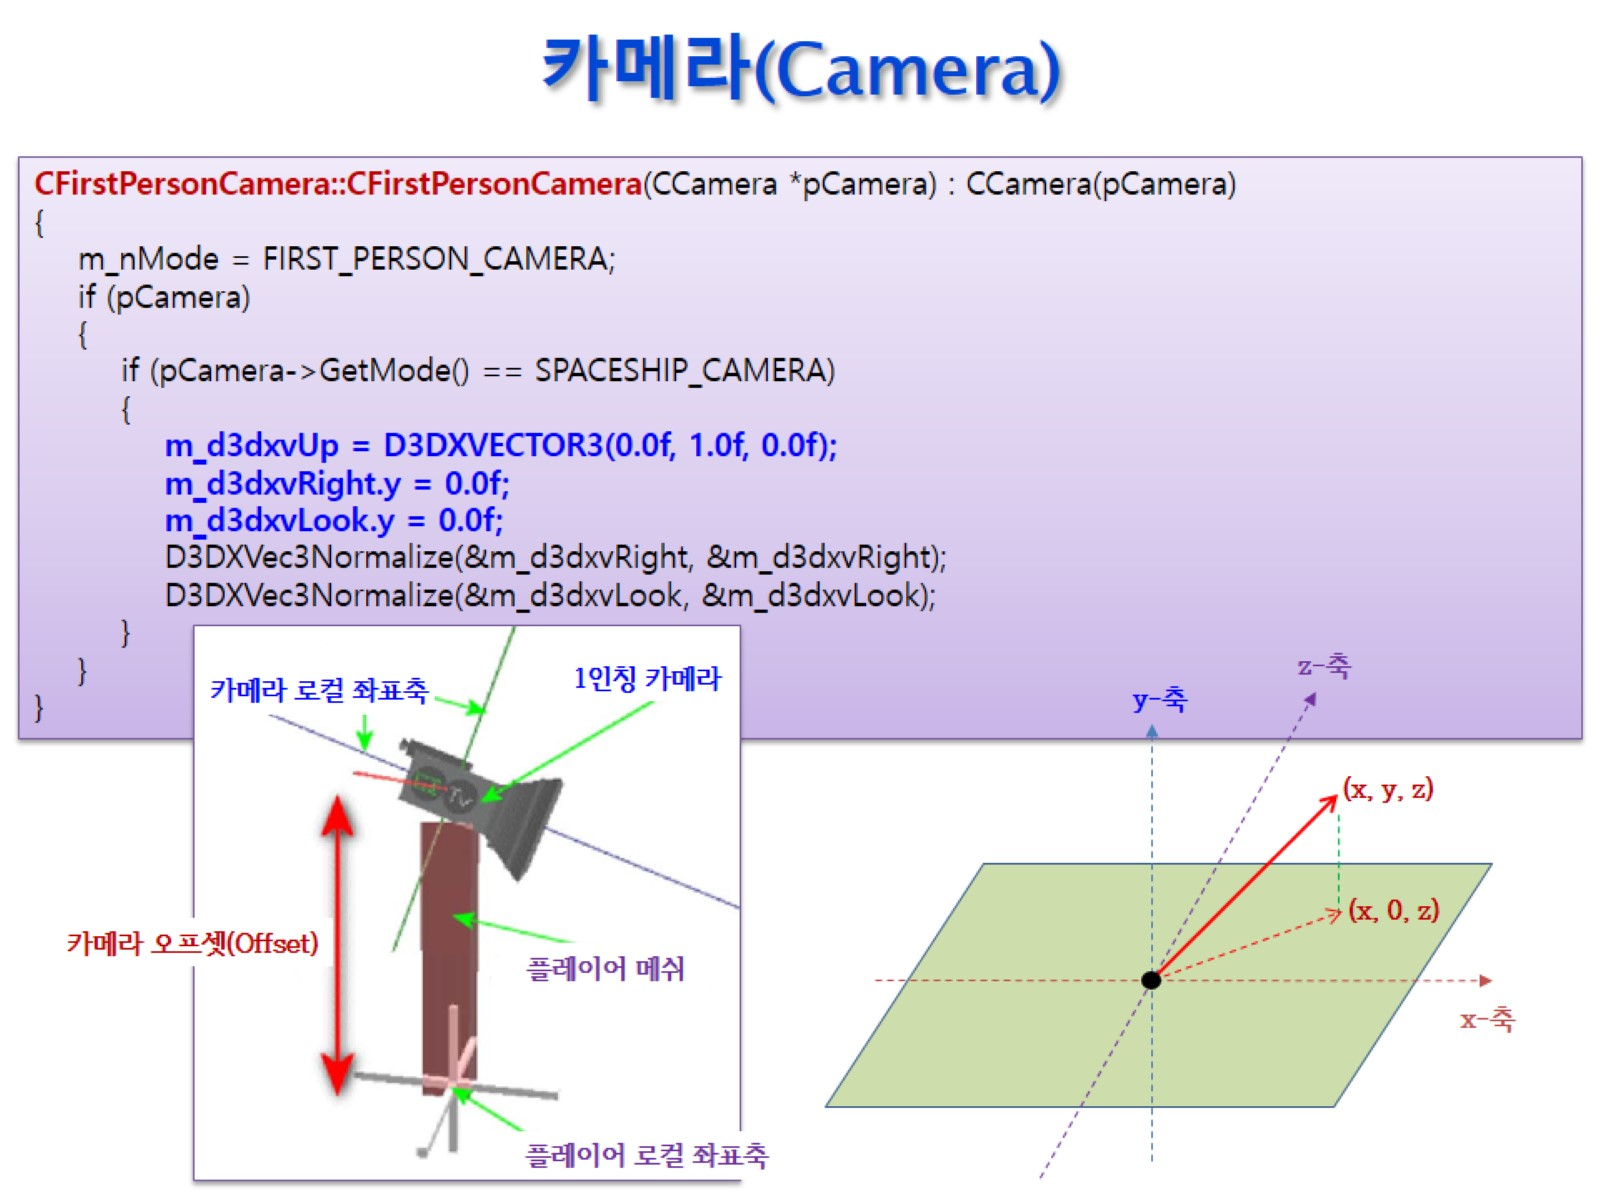 카메라(Camera)
CFirstPersonCamera::CFirstPersonCamera(CCamera *pCamera) : CCamera(pCamera)
{
m_nMode = FIRST_PERSON_CAMERA;
if (pCamera)
{
if (pCamera->GetMode() == SPACESHIP_CAMERA)
{
m_d3dxvUp = D3DXVECTOR3(0.0f, 1.0f, 0.0f);
m_d3dxvRight.y = 0.0f;
m_d3dxvLook.y = 0.0f;
D3DXVec3Normalize(&m_d3dxvRight, &m_d3dxvRight);
D3DXVec3Normalize(&m_d3dxvLook, &m_d3dxvLook);
}
}
}
카메라 로컬 좌표축
1인칭 카메라
TV
카메라 오프셋(Offset)
플레이어 메쉬
플레이어 로컬 좌표축
z-축
y-축
(x, y, z)
(x, 0, z)
x-축